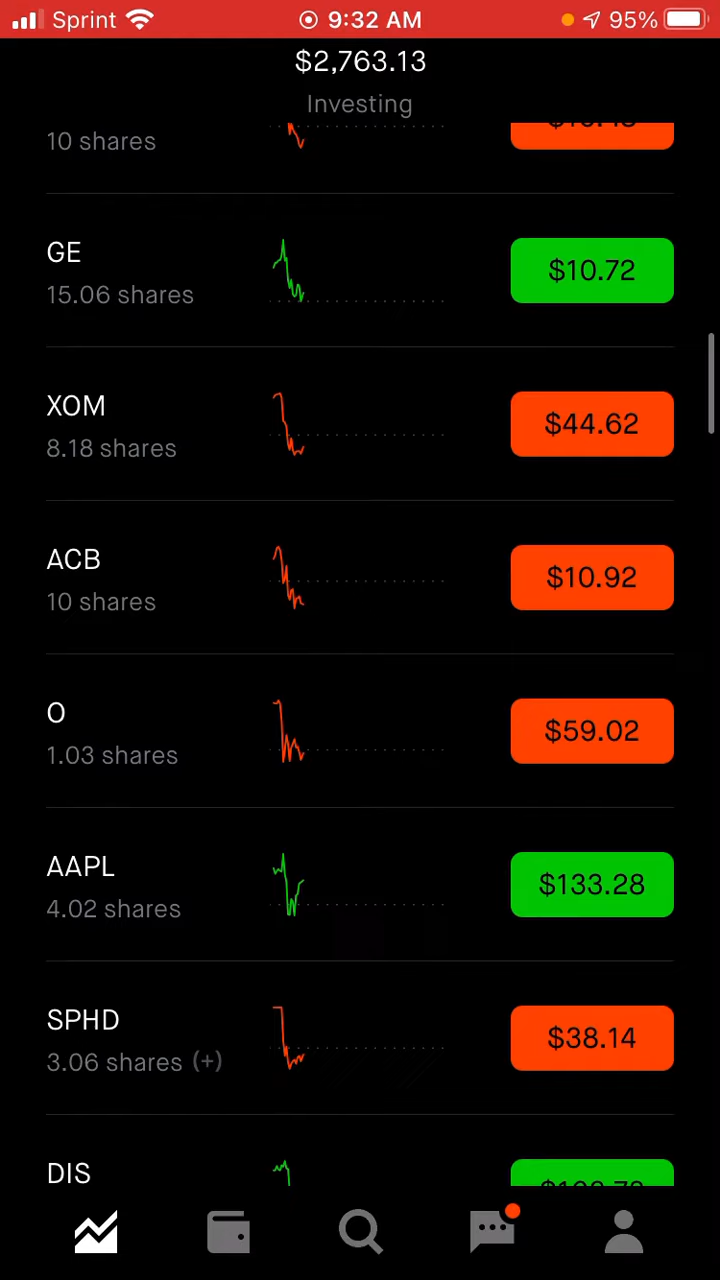 Sprint 9:32 AM 95%
$2,763.13
Investing
10 shares
GE
15.06 shares
$10.72
XOM
8.18 shares
$44.62
ACB
10 shares
$10.92
O
1.03 shares
$59.02
AAPL
4.02 shares
$133.28
SPHD
3.06 shares (+)
$38.14
DIS